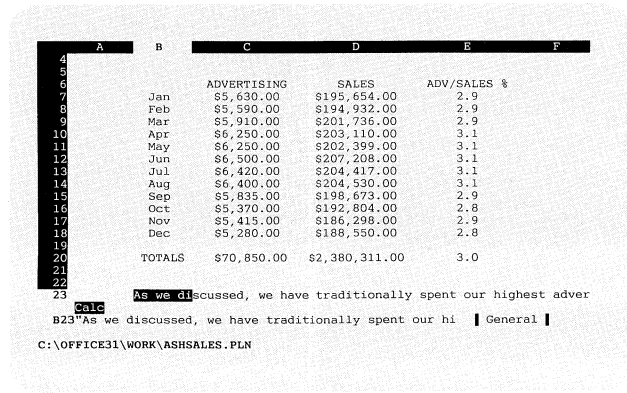 A B C D E F
4
5
6 ADVERTISING SALES ADV/SALES %
7 Jan $5,630.00 $195,654.00 2.9
8 Feb $5,590.00 $194,932.00 2.9
9 Mar $5,910.00 $201,736.00 2.9
10 Apr $6,250.00 $203,110.00 3.1
11 May $6,250.00 $202,399.00 3.1
12 Jun $6,500.00 $207,208.00 3.1
13 Jul $6,420.00 $204,417.00 3.1
14 Aug $6,400.00 $204,530.00 3.1
15 Sep $5,835.00 $198,673.00 2.9
16 Oct $5,370.00 $192,804.00 2.8
17 Nov $5,415.00 $186,298.00 2.9
18 Dec $5,280.00 $188,550.00 2.8
19
20 TOTALS $70,850.00 $2,380,311.00 3.0
21
22
23 As we discussed, we have traditionally spent our highest adver
Calc
B23"As we discussed, we have traditionally spent our hi General
C:\OFFICE31\WORK\ASHSALES.PLN